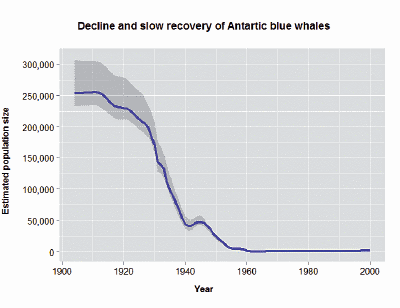 Decline and slow recovery of Antartic blue whales
300,000
250,000
200,000
150,000
100,000
50,000
0
Estimated population size
1900 1920 1940 1960 1980 2000
Year